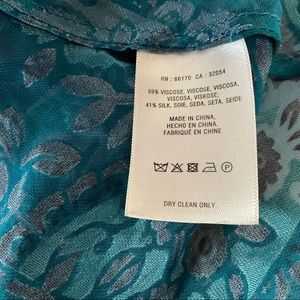 RN : 66170 CA : 32054
59% VISCOSE, VISCOSE, VISCOSA,
VISCOSA, VISKOSE;
41% SILK, SOIE, SEDA, SETA, SEIDE
MADE IN CHINA,
HECHO EN CHINA,
FABRIQUÉ EN CHINE
P
DRY CLEAN ONLY.